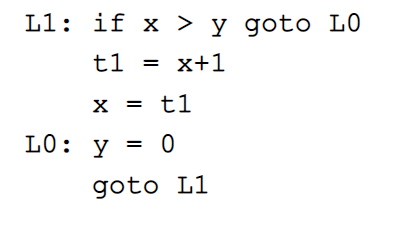 L1: if x > y goto L0
t1 = x+1
x = t1
L0: y = 0
goto L1